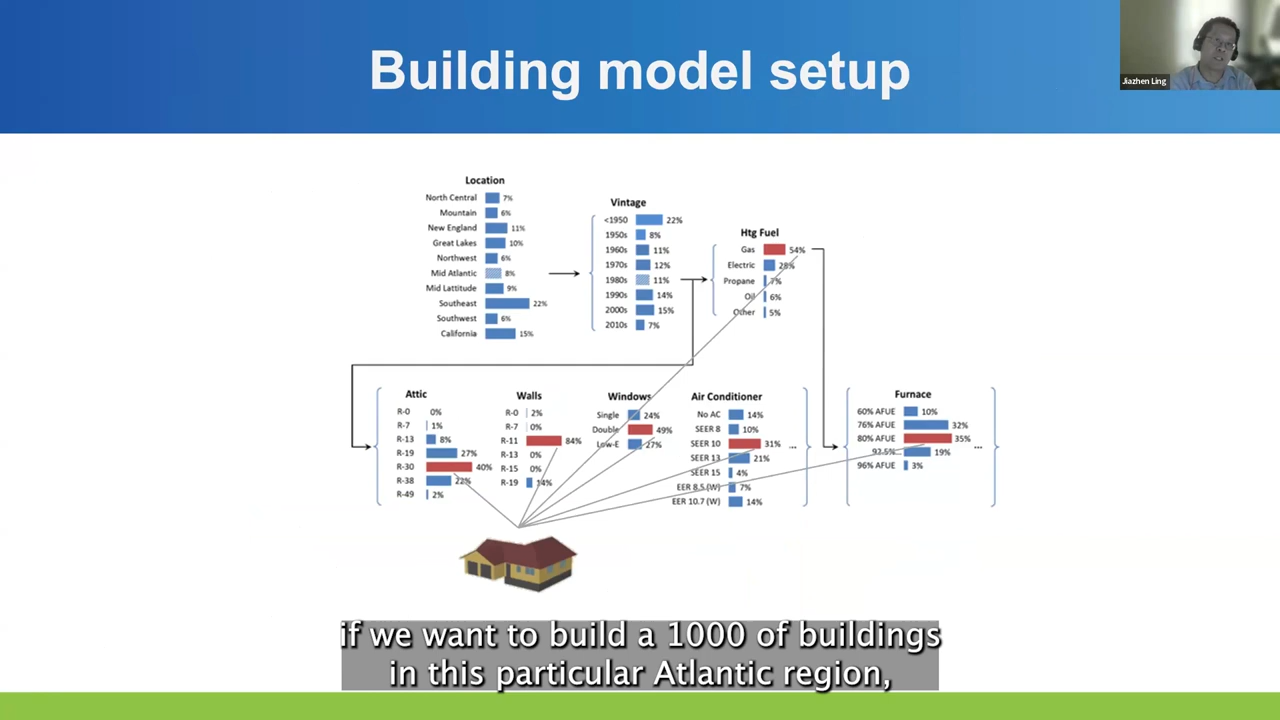 Building model setup
Jiazhen Ling
Location
North Central 7%
Mountain 6%
New England 11%
Great Lakes 10%
Northwest 6%
Mid Atlantic 8%
Mid Lattitude 9%
Southeast 22%
Southwest 6%
California 15%
Vintage
<1950 22%
1950s 8%
1960s 11%
1970s 12%
1980s 11%
1990s 14%
2000s 15%
2010s 7%
Htg Fuel
Gas 54%
Electric 28%
Propane 7%
Oil 6%
Other 5%
Attic
R-0 0%
R-7 1%
R-13 8%
R-19 27%
R-30 40%
R-38 22%
R-49 2%
Walls
R-0 2%
R-7 0%
R-11 84%
R-13 0%
R-15 0%
R-19 14%
Windows
Single 24%
Double 49%
Low-E 27%
Air Conditioner
No AC 14%
SEER 8 10%
SEER 10 31%
SEER 13 21%
SEER 15 4%
EER 8.5 (W) 7%
EER 10.7 (W) 14%
...
Furnace
60% AFUE 10%
76% AFUE 32%
80% AFUE 35%
92.5%... 19%
96% AFUE 3%
...
if we want to build a 1000 of buildings
in this particular Atlantic region,